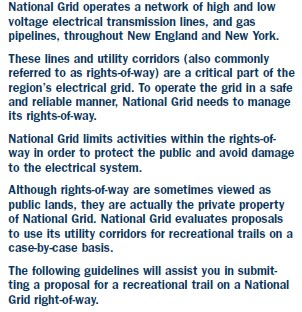 National Grid operates a network of high and low
voltage electrical transmission lines, and gas
pipelines, throughout New England and New York.
These lines and utility corridors (also commonly
referred to as rights-of-way) are a critical part of the
region's electrical grid. To operate the grid in a safe
and reliable manner, National Grid needs to manage
its rights-of-way.
National Grid limits activities within the rights-of-
way in order to protect the public and avoid damage
to the electrical system.
Although rights-of-way are sometimes viewed as
public lands, they are actually the private property
of National Grid. National Grid evaluates proposals
to use its utility corridors for recreational trails on a
case-by-case basis.
The following guidelines will assist you in submit-
ting a proposal for a recreational trail on a National
Grid right-of-way.